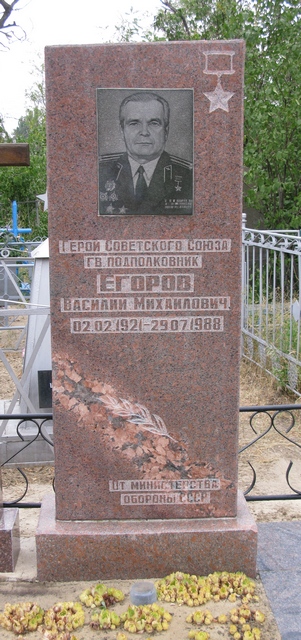 Герой Советского Союза
гв. подполковник
ЕГОРОВ
Василий Михайлович
02.02.1921-29.07.1988
От министерства
обороны СССР